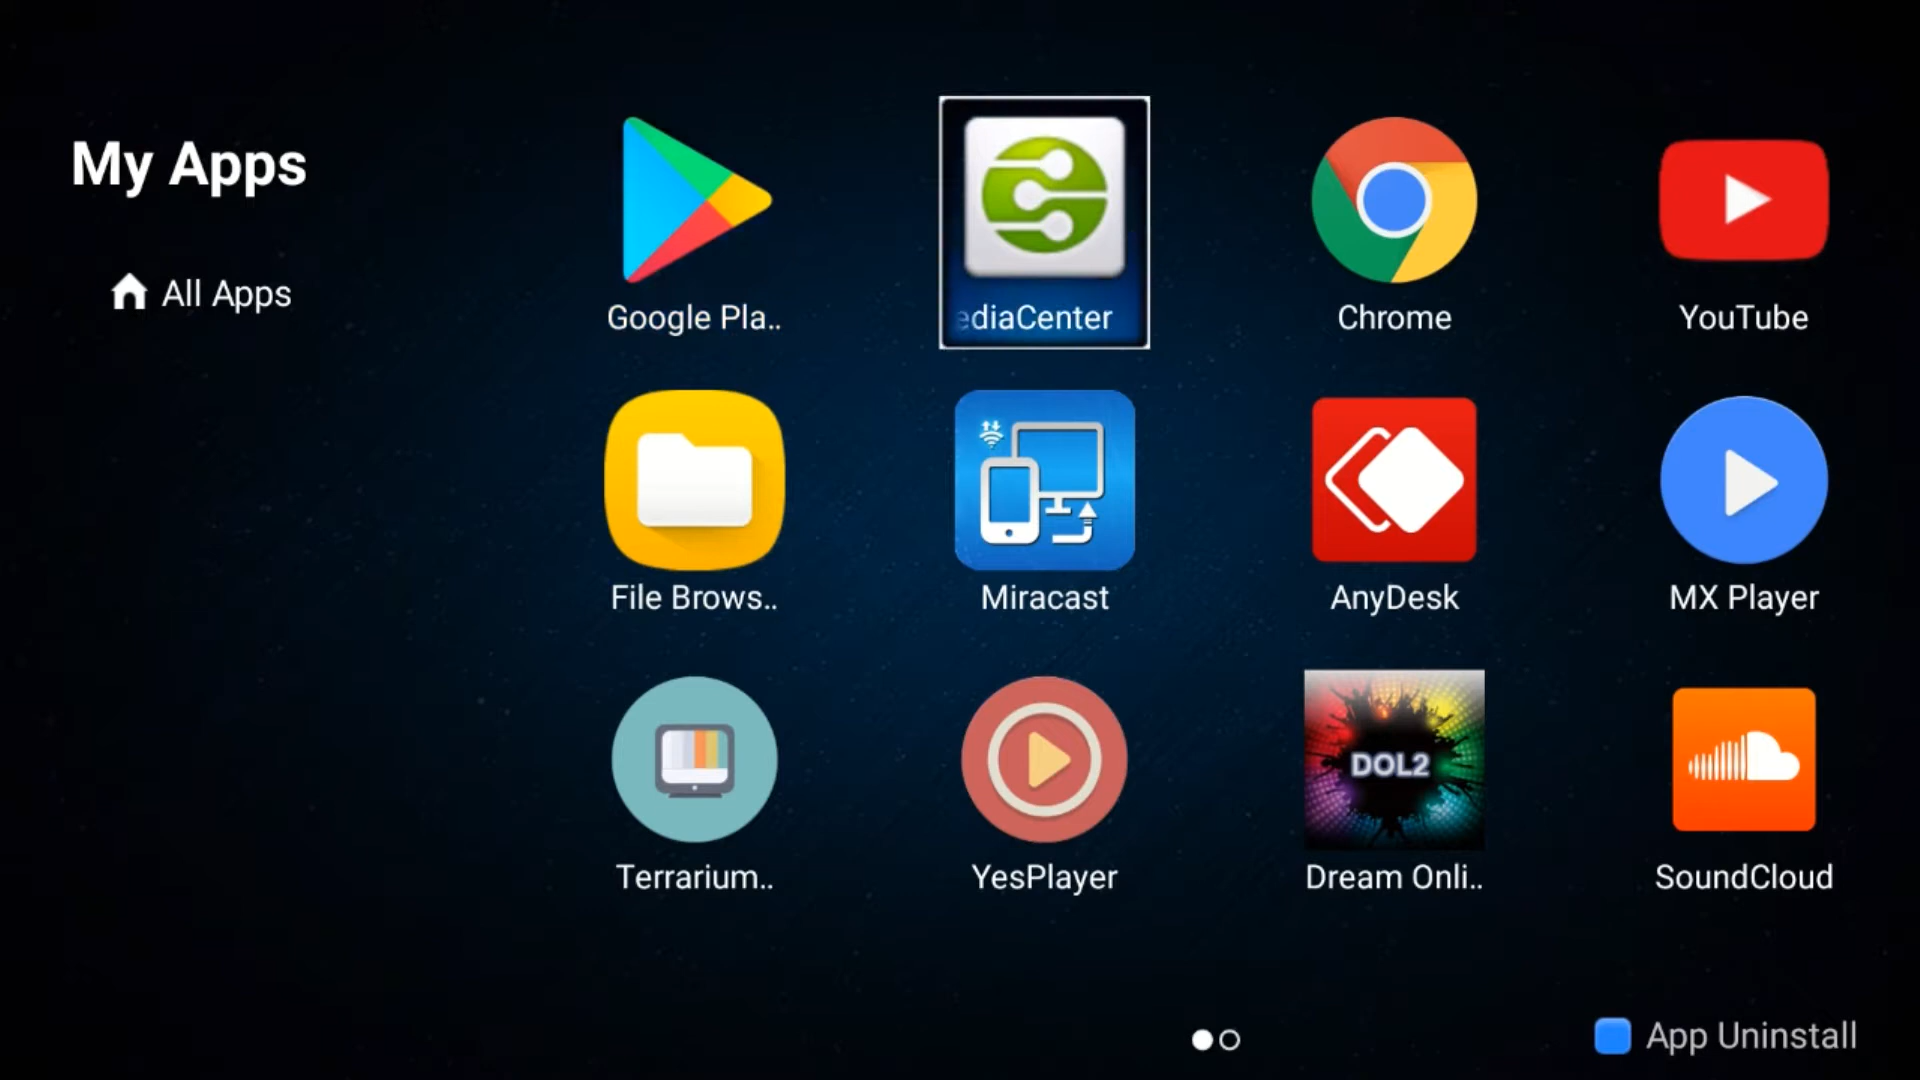 My Apps
All Apps
Google Pla..
ediaCenter
Chrome
YouTube
File Brows..
Miracast
AnyDesk
MX Player
DOL2
Terrarium..
YesPlayer
Dream Onli..
SoundCloud
App Uninstall